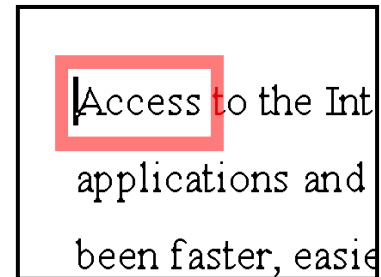 Access to the Int
applications and
been faster, easie